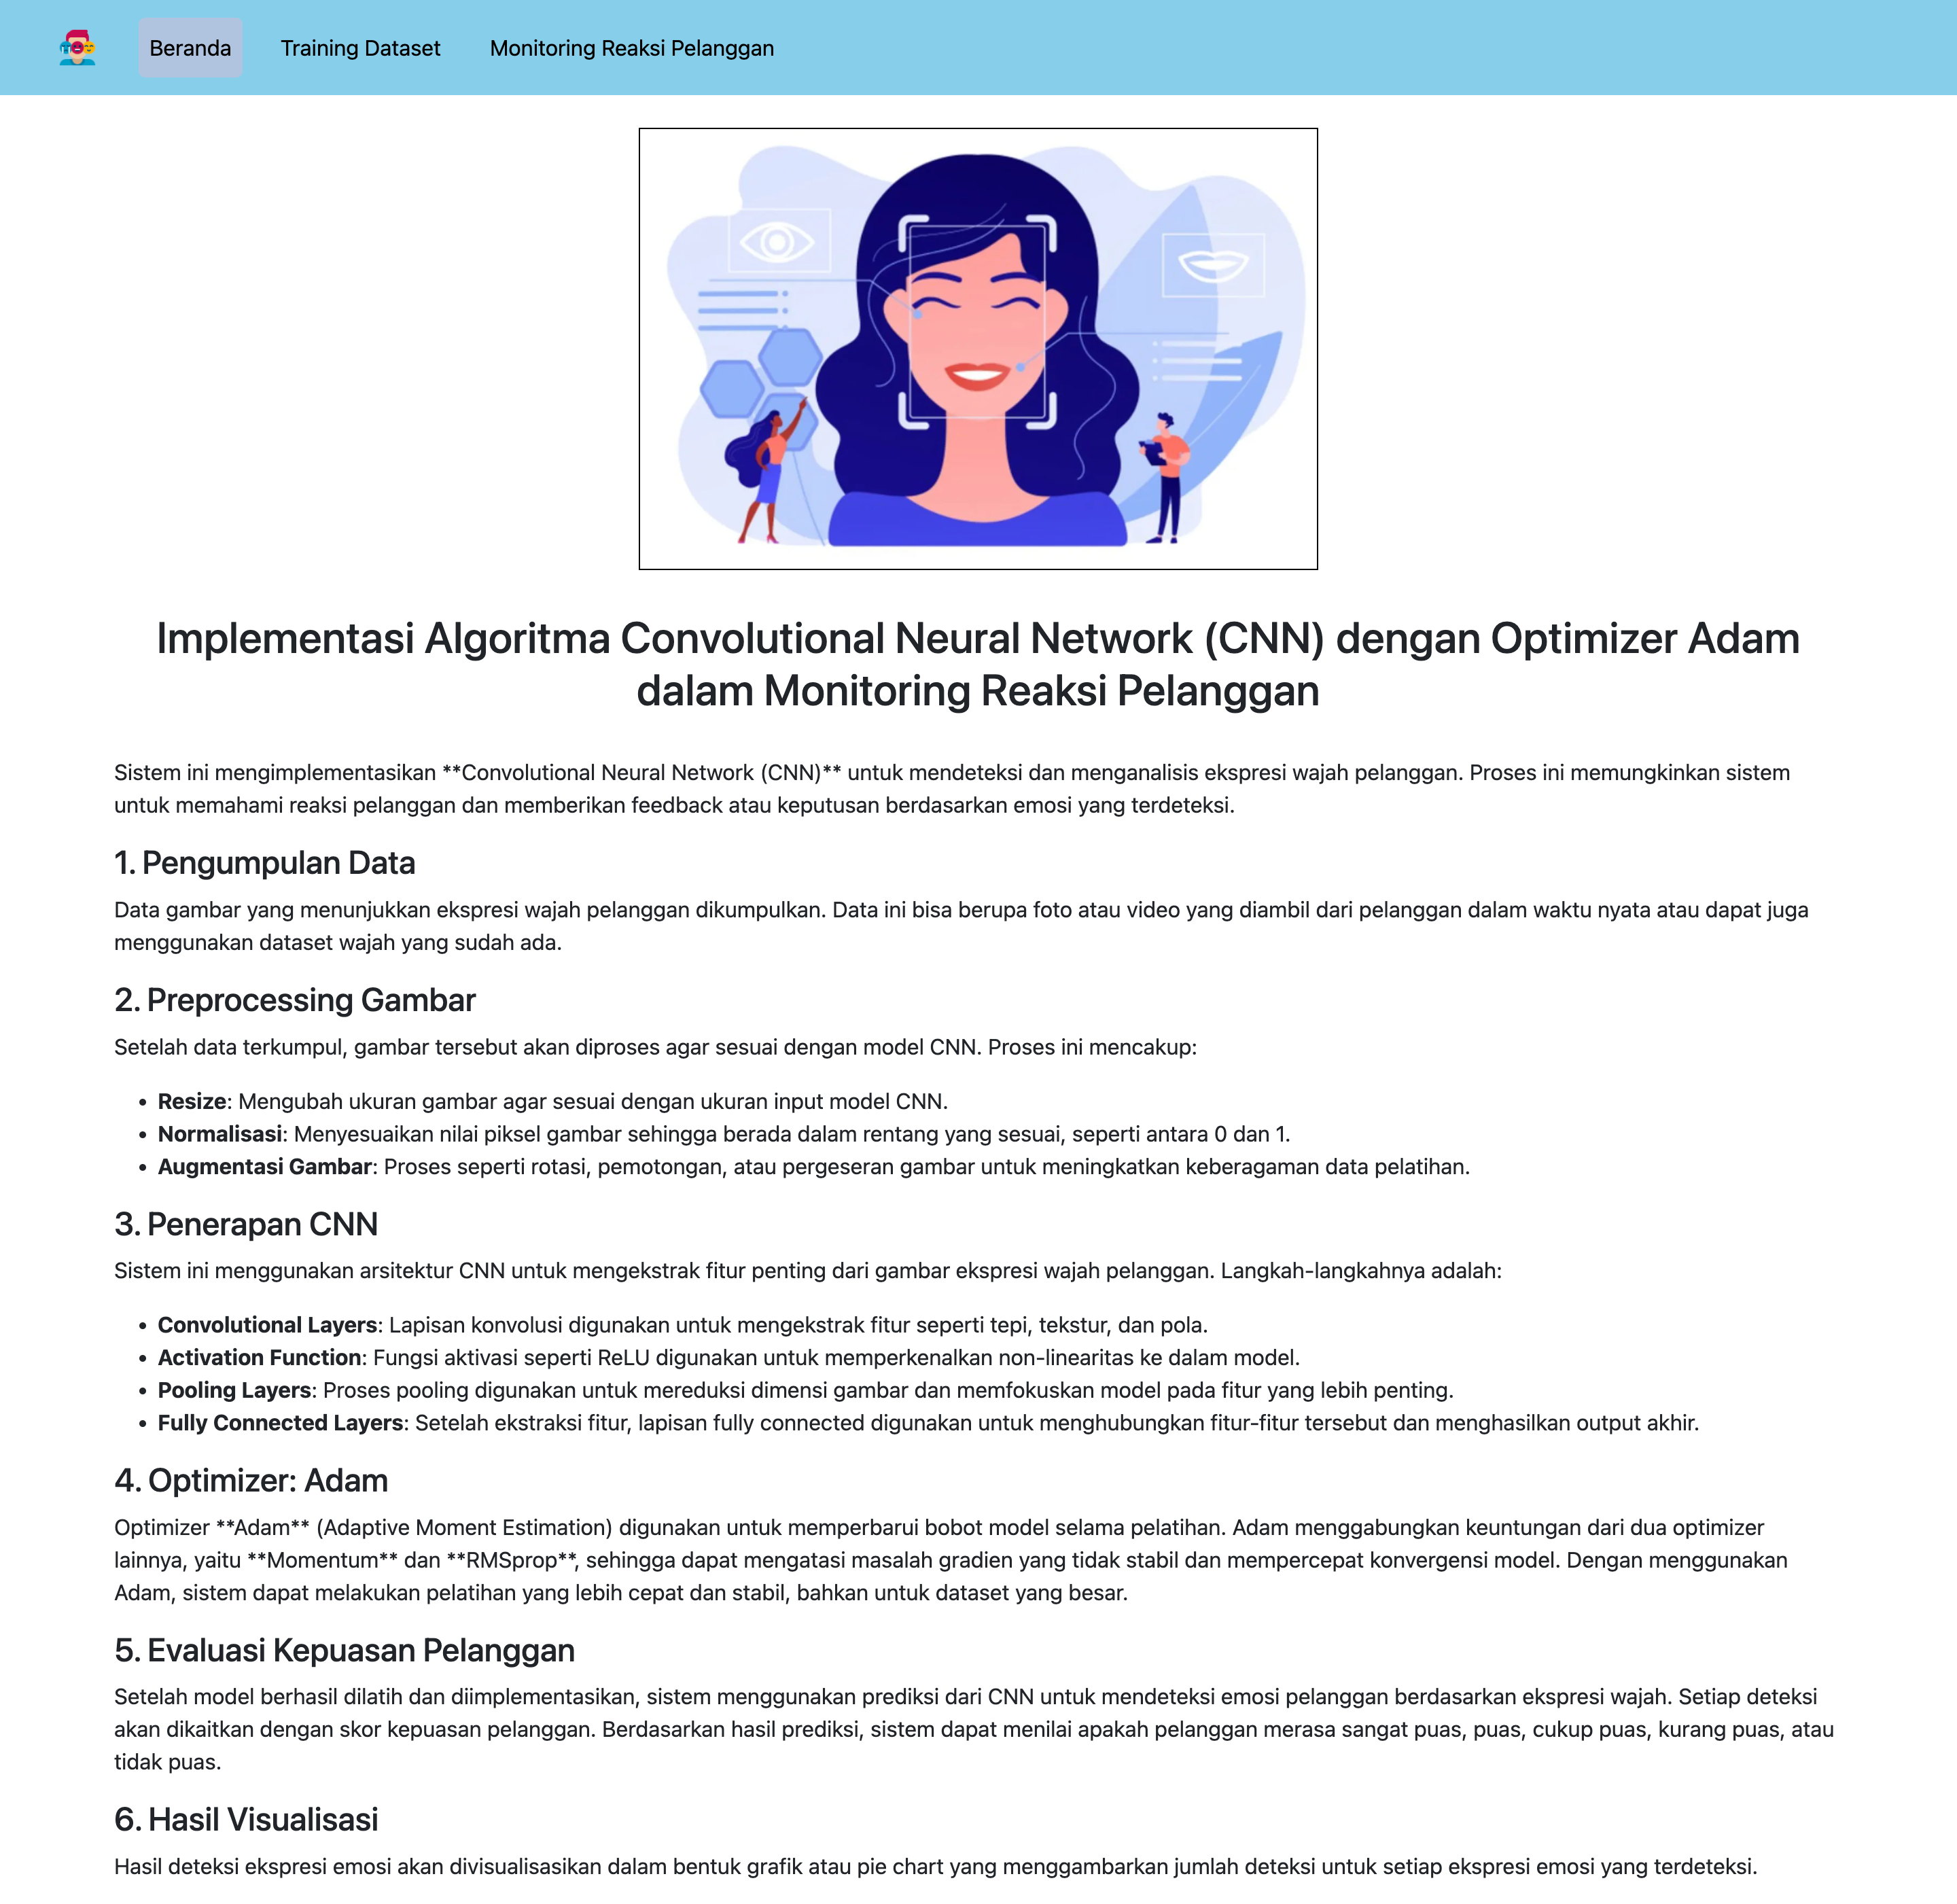 Beranda
Training Dataset
Monitoring Reaksi Pelanggan
Implementasi Algoritma Convolutional Neural Network (CNN) dengan Optimizer Adam
dalam Monitoring Reaksi Pelanggan
Sistem ini mengimplementasikan **Convolutional Neural Network (CNN)** untuk mendeteksi dan menganalisis ekspresi wajah pelanggan. Proses ini memungkinkan sistem
untuk memahami reaksi pelanggan dan memberikan feedback atau keputusan berdasarkan emosi yang terdeteksi.
1. Pengumpulan Data
Data gambar yang menunjukkan ekspresi wajah pelanggan dikumpulkan. Data ini bisa berupa foto atau video yang diambil dari pelanggan dalam waktu nyata atau dapat juga
menggunakan dataset wajah yang sudah ada.
2. Preprocessing Gambar
Setelah data terkumpul, gambar tersebut akan diproses agar sesuai dengan model CNN. Proses ini mencakup:
• Resize: Mengubah ukuran gambar agar sesuai dengan ukuran input model CNN.
• Normalisasi: Menyesuaikan nilai piksel gambar sehingga berada dalam rentang yang sesuai, seperti antara 0 dan 1.
• Augmentasi Gambar: Proses seperti rotasi, pemotongan, atau pergeseran gambar untuk meningkatkan keberagaman data pelatihan.
3. Penerapan CNN
Sistem ini menggunakan arsitektur CNN untuk mengekstrak fitur penting dari gambar ekspresi wajah pelanggan. Langkah-langkahnya adalah:
• Convolutional Layers: Lapisan konvolusi digunakan untuk mengekstrak fitur seperti tepi, tekstur, dan pola.
• Activation Function: Fungsi aktivasi seperti ReLU digunakan untuk memperkenalkan non-linearitas ke dalam model.
• Pooling Layers: Proses pooling digunakan untuk mereduksi dimensi gambar dan memfokuskan model pada fitur yang lebih penting.
• Fully Connected Layers: Setelah ekstraksi fitur, lapisan fully connected digunakan untuk menghubungkan fitur-fitur tersebut dan menghasilkan output akhir.
4. Optimizer: Adam
Optimizer **Adam** (Adaptive Moment Estimation) digunakan untuk memperbarui bobot model selama pelatihan. Adam menggabungkan keuntungan dari dua optimizer
lainnya, yaitu **Momentum** dan **RMSprop**, sehingga dapat mengatasi masalah gradien yang tidak stabil dan mempercepat konvergensi model. Dengan menggunakan
Adam, sistem dapat melakukan pelatihan yang lebih cepat dan stabil, bahkan untuk dataset yang besar.
5. Evaluasi Kepuasan Pelanggan
Setelah model berhasil dilatih dan diimplementasikan, sistem menggunakan prediksi dari CNN untuk mendeteksi emosi pelanggan berdasarkan ekspresi wajah. Setiap deteksi
akan dikaitkan dengan skor kepuasan pelanggan. Berdasarkan hasil prediksi, sistem dapat menilai apakah pelanggan merasa sangat puas, puas, cukup puas, kurang puas, atau
tidak puas.
6. Hasil Visualisasi
Hasil deteksi ekspresi emosi akan divisualisasikan dalam bentuk grafik atau pie chart yang menggambarkan jumlah deteksi untuk setiap ekspresi emosi yang terdeteksi.